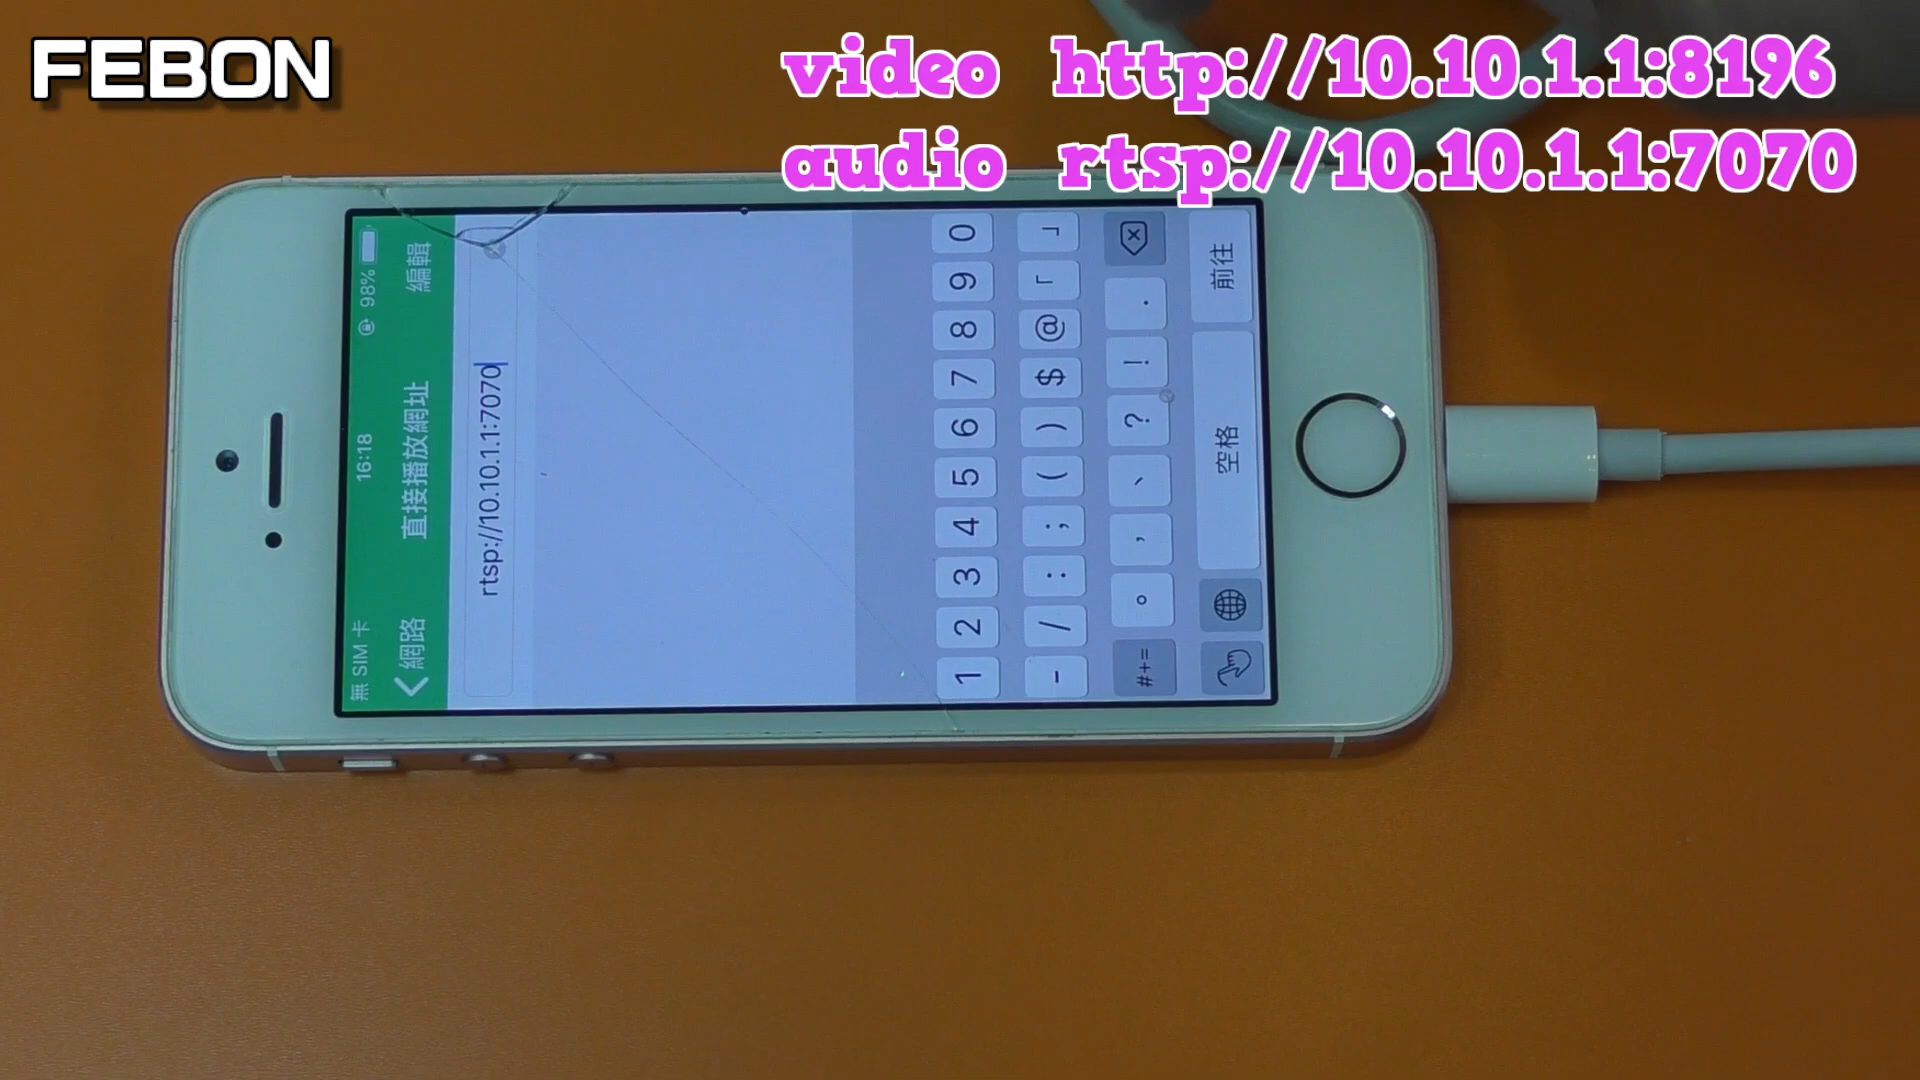 FEBON
video http://10.10.1.1:8196
audio rtsp://10.10.1.1:7070
無 SIM 卡 16:18 98%
網路 直接播放網址 編輯
rtsp://10.10.1.1:7070
1 2 3 4 5 6 7 8 9 0
- / : ; ( ) $ @ 「 」
#+= 。 , 、 ? ! .
空格 前往